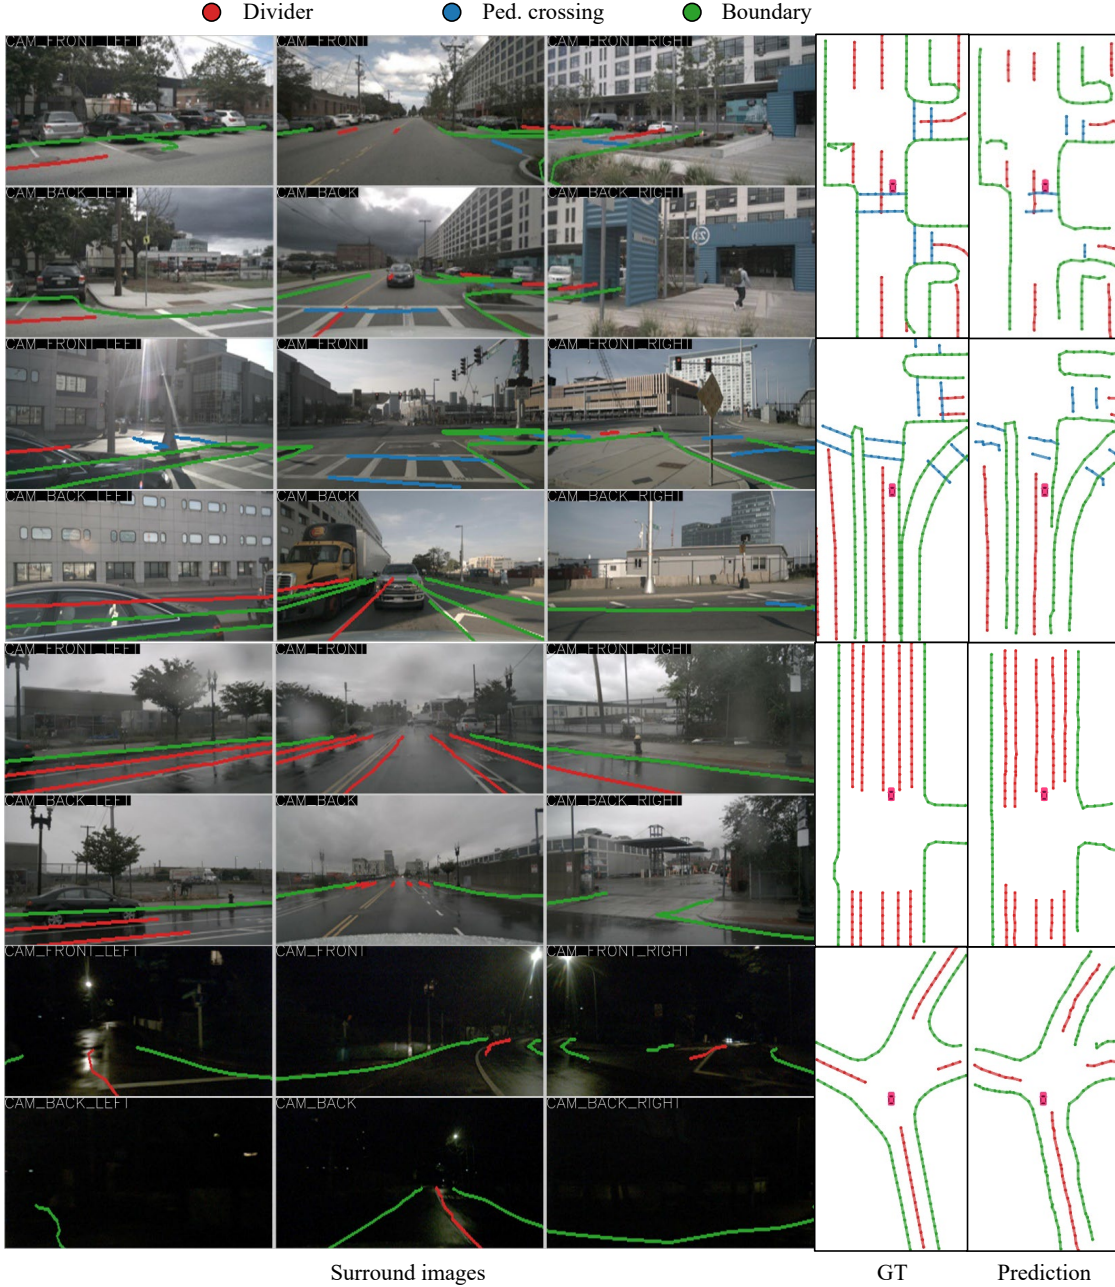 Divider Ped. crossing Boundary
CAM_FRONT_LEFT CAM_FRONT CAM_FRONT_RIGHT
CAM_BACK_LEFT CAM_BACK CAM_BACK_RIGHT
23
CAM_FRONT_LEFT CAM_FRONT CAM_FRONT_RIGHT
CAM_BACK_LEFT CAM_BACK CAM_BACK_RIGHT
CAM_FRONT_LEFT CAM_FRONT CAM_FRONT_RIGHT
CAM_BACK_LEFT CAM_BACK CAM_BACK_RIGHT
CAM_FRONT_LEFT CAM_FRONT CAM_FRONT_RIGHT
CAM_BACK_LEFT CAM_BACK CAM_BACK_RIGHT
Surround images GT Prediction